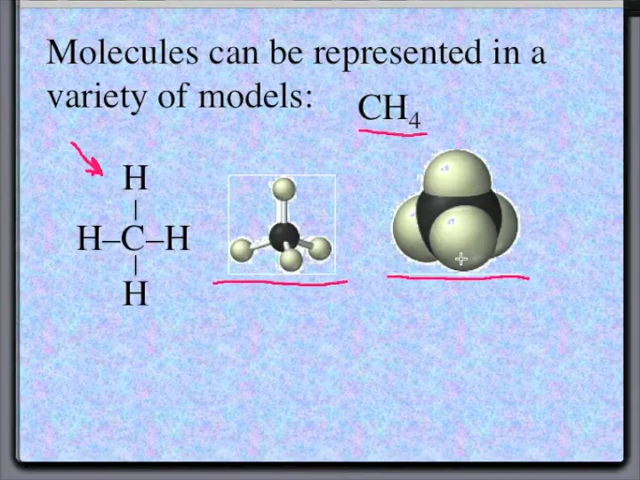 Molecules can be represented in a
variety of models:
CH₄
H
H–C–H
H